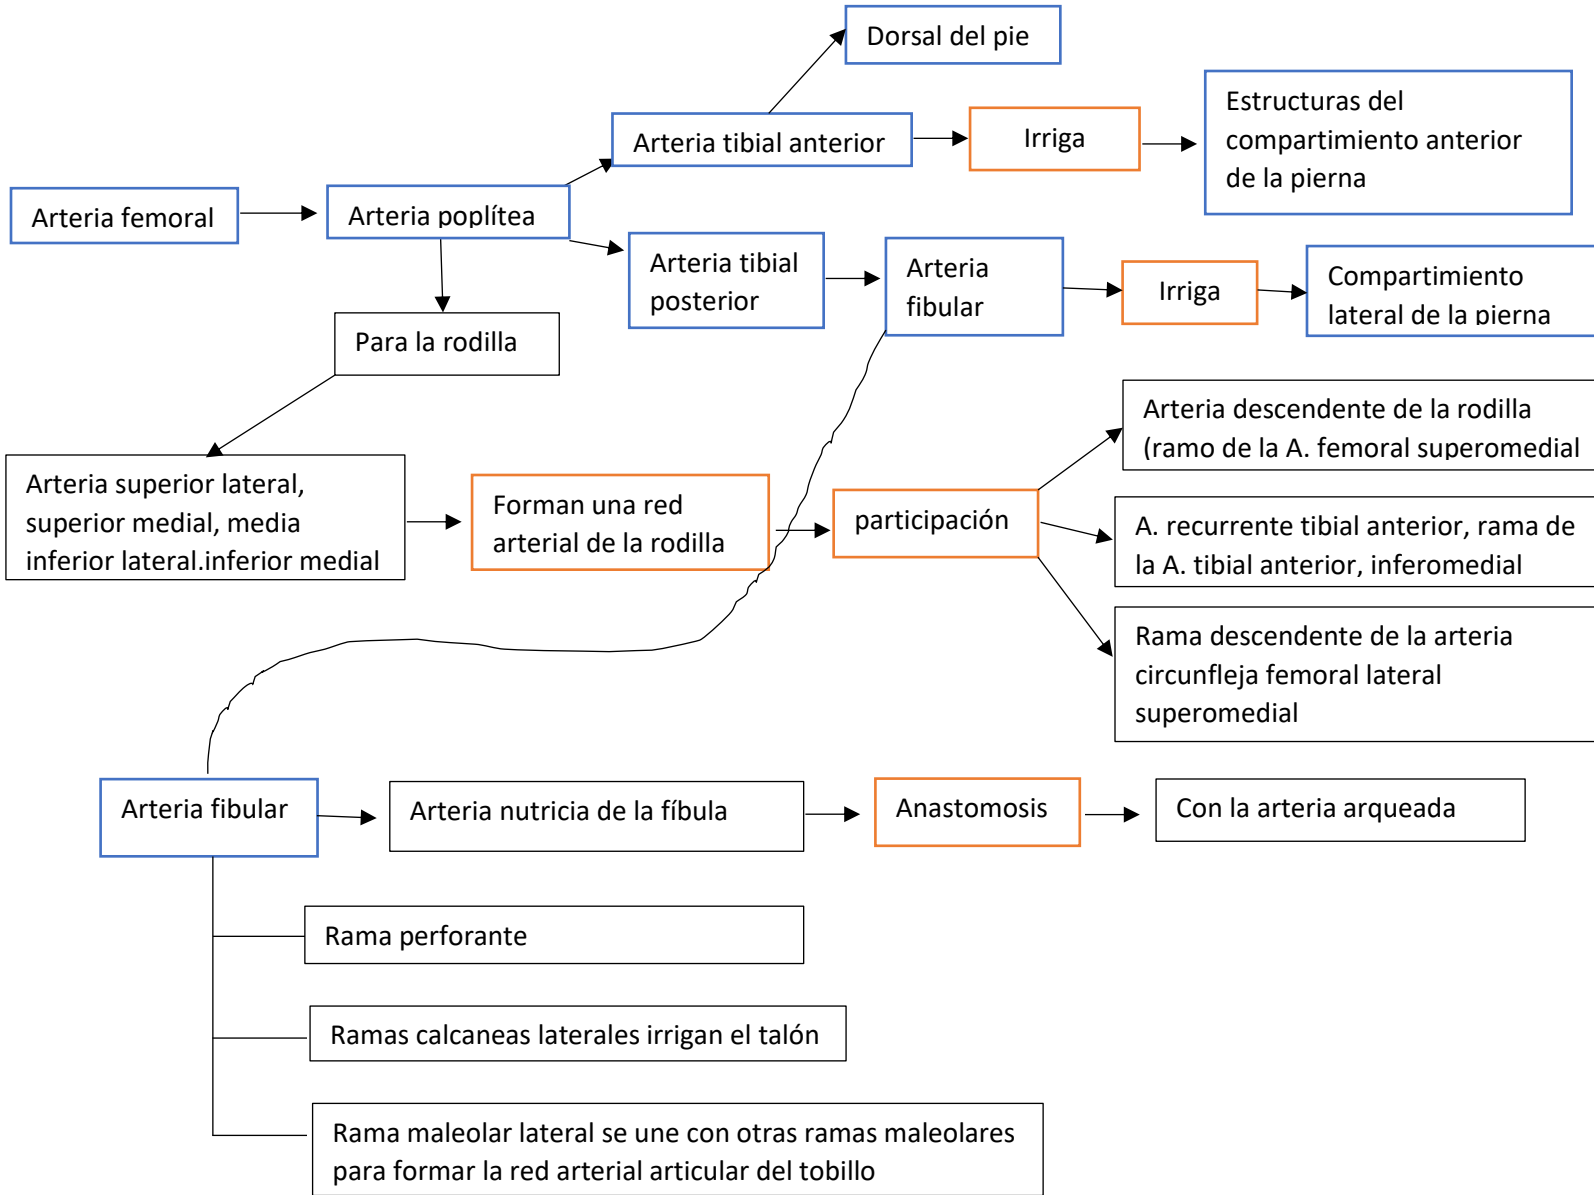 Dorsal del pie
Arteria tibial anterior
Irriga
Estructuras del
compartimiento anterior
de la pierna
Arteria femoral
Arteria poplítea
Arteria tibial
posterior
Arteria
fibular
Irriga
Compartimiento
lateral de la pierna
Para la rodilla
Arteria superior lateral,
superior medial, media
inferior lateral.inferior medial
Forman una red
arterial de la rodilla
participación
Arteria descendente de la rodilla
(ramo de la A. femoral superomedial
A. recurrente tibial anterior, rama de
la A. tibial anterior, inferomedial
Rama descendente de la arteria
circunfleja femoral lateral
superomedial
Arteria fibular
Arteria nutricia de la fíbula
Anastomosis
Con la arteria arqueada
Rama perforante
Ramas calcaneas laterales irrigan el talón
Rama maleolar lateral se une con otras ramas maleolares
para formar la red arterial articular del tobillo